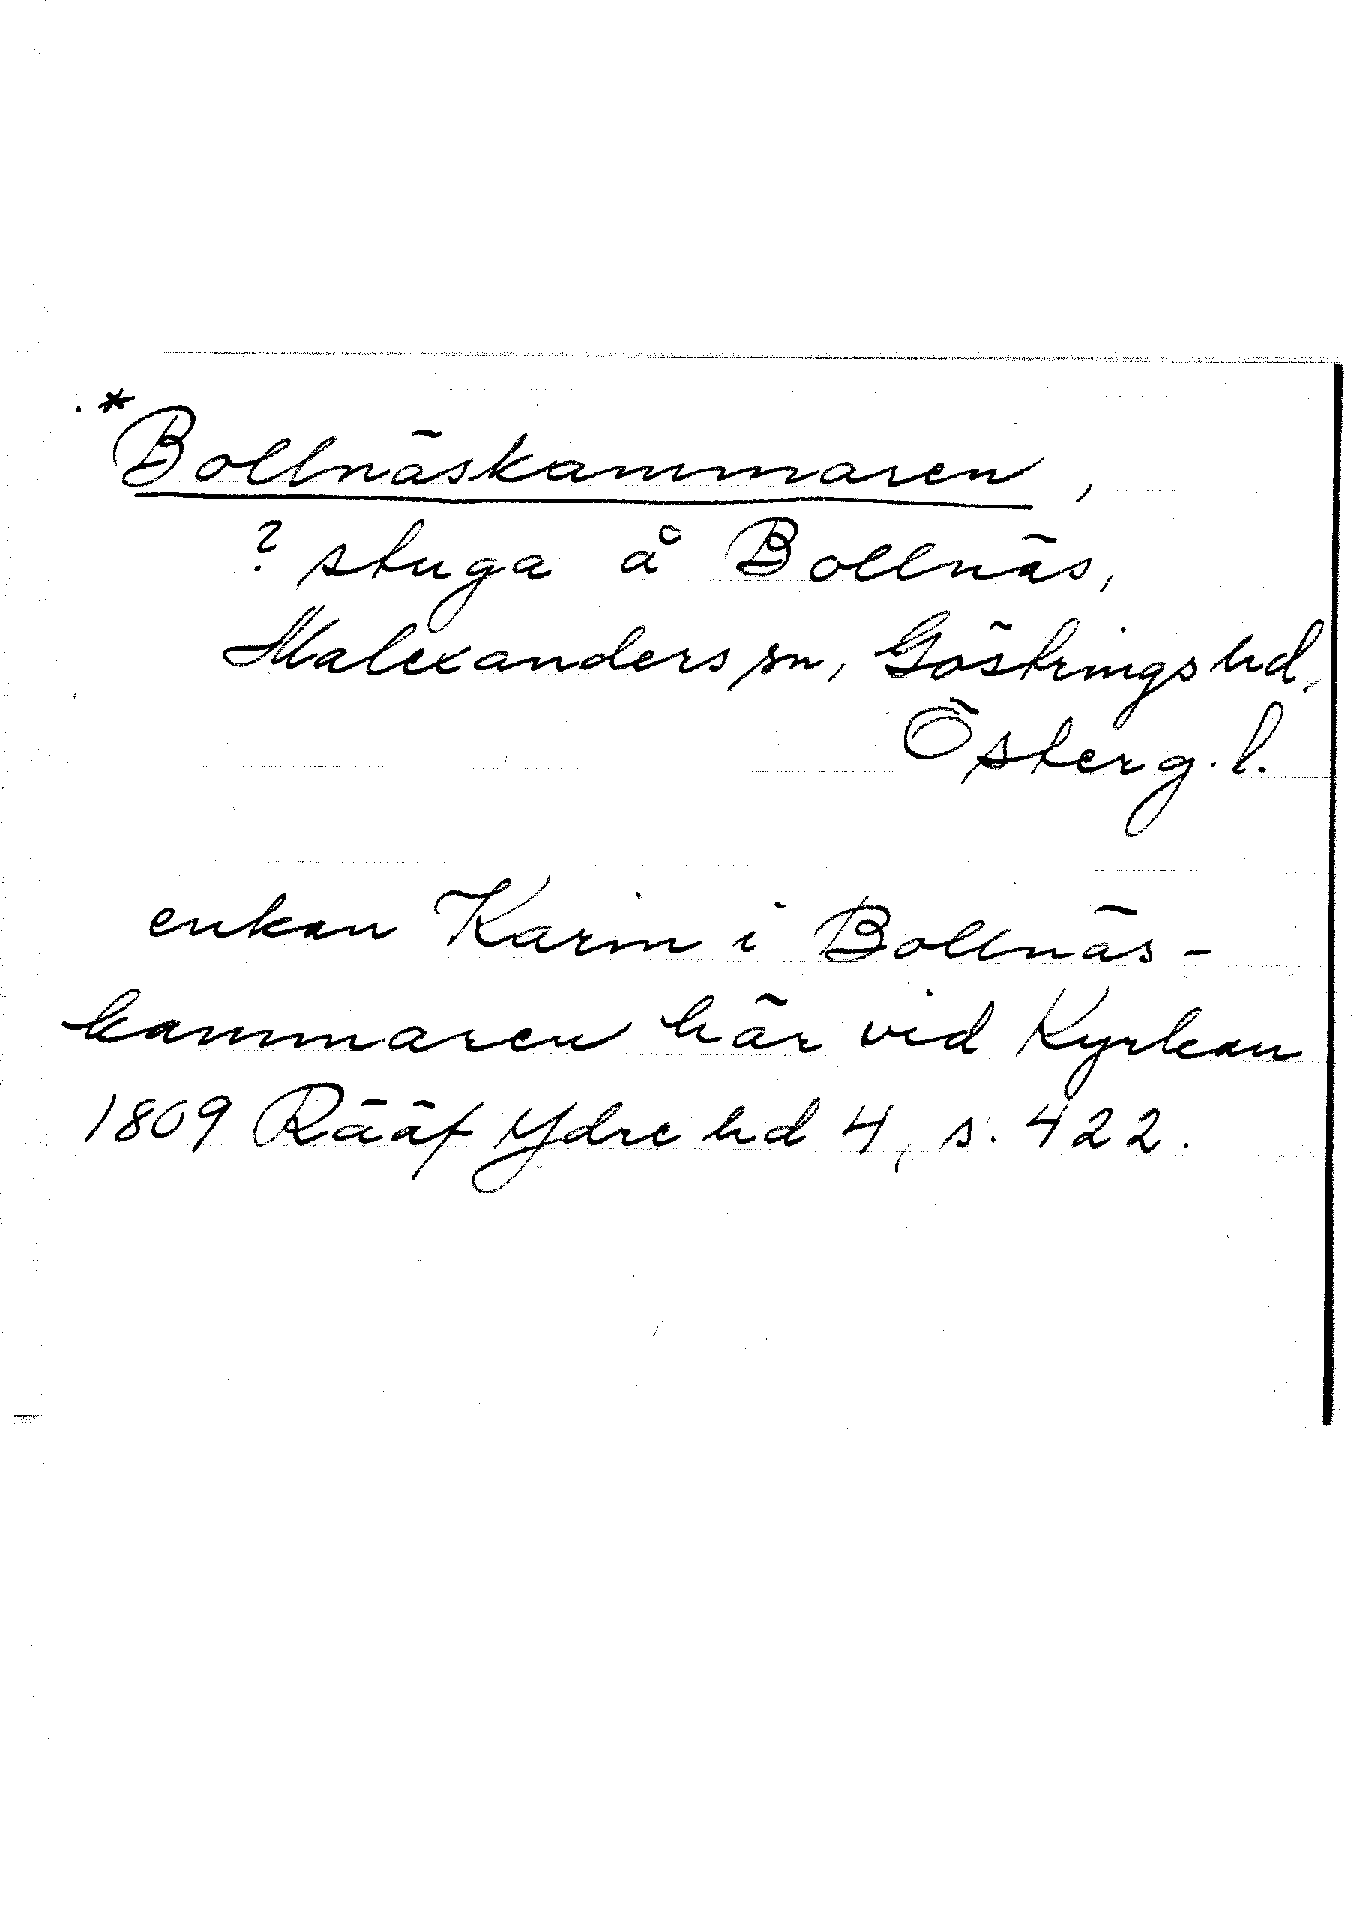 *Bollnäskammaren,
? stuga å Bollnäs,
Malexanders sn, Göstrings hd,
Österg. l.
enkan Karin i Bollnäs-
kammaren här vid Kyrkan
1809 Rääf Ydre hd 4, s. 422.